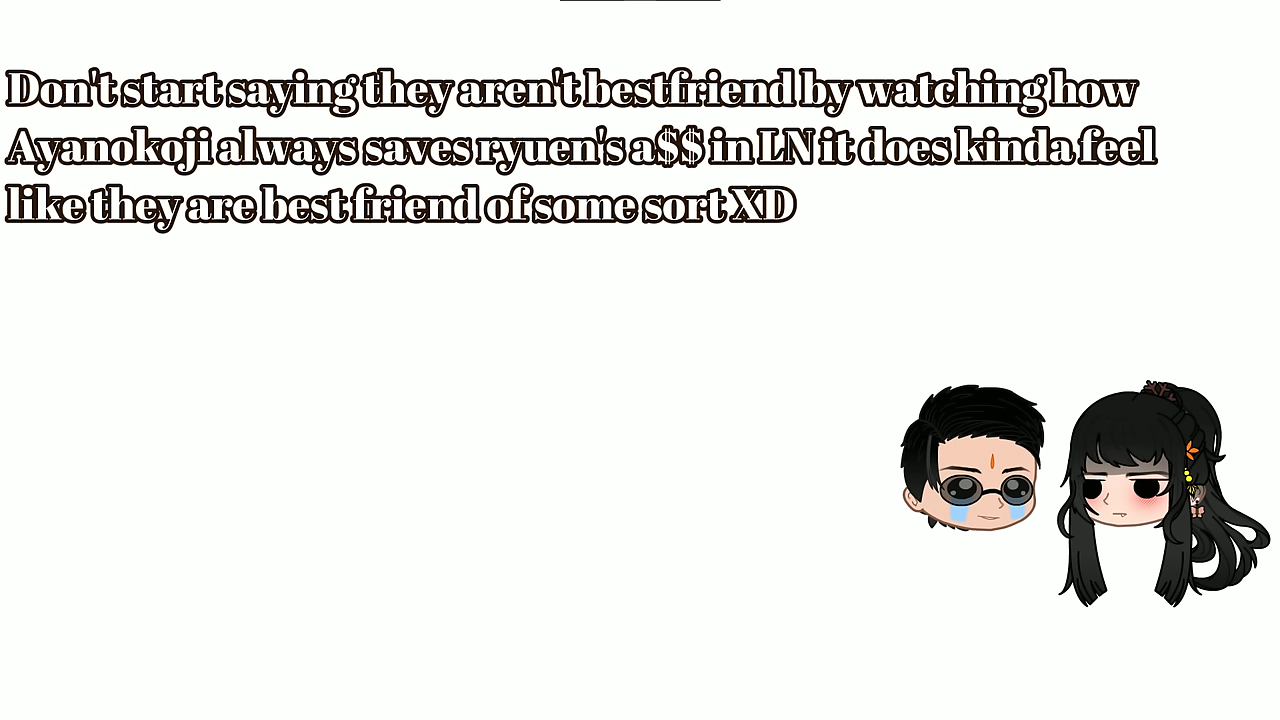 Don't start saying they aren't bestfriend by watching how
Ayanokoji always saves ryuen's a$$ in LN it does kinda feel
like they are best friend of some sort XD